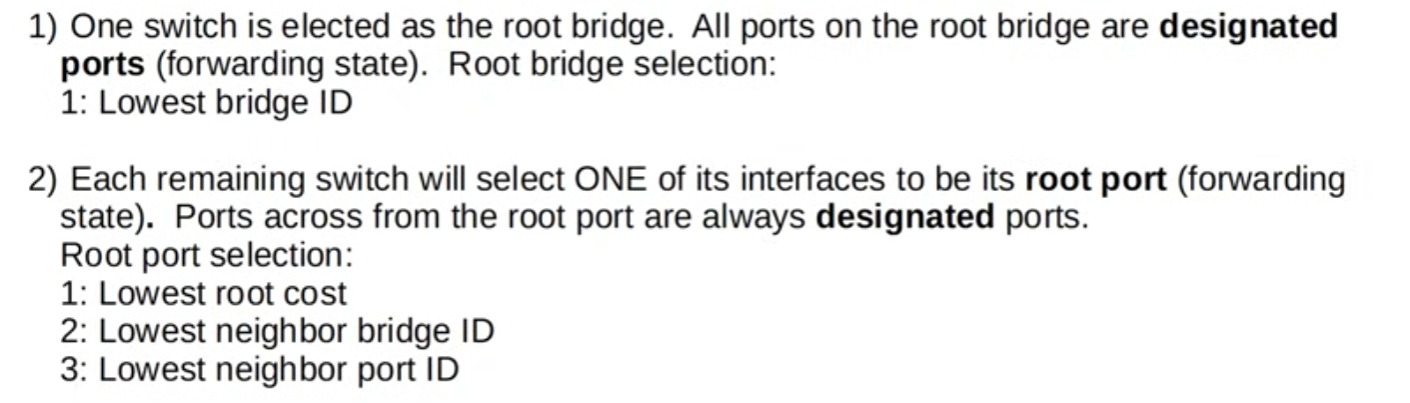 1) One switch is elected as the root bridge. All ports on the root bridge are designated
ports (forwarding state). Root bridge selection:
1: Lowest bridge ID
2) Each remaining switch will select ONE of its interfaces to be its root port (forwarding
state). Ports across from the root port are always designated ports.
Root port selection:
1: Lowest root cost
2: Lowest neighbor bridge ID
3: Lowest neighbor port ID